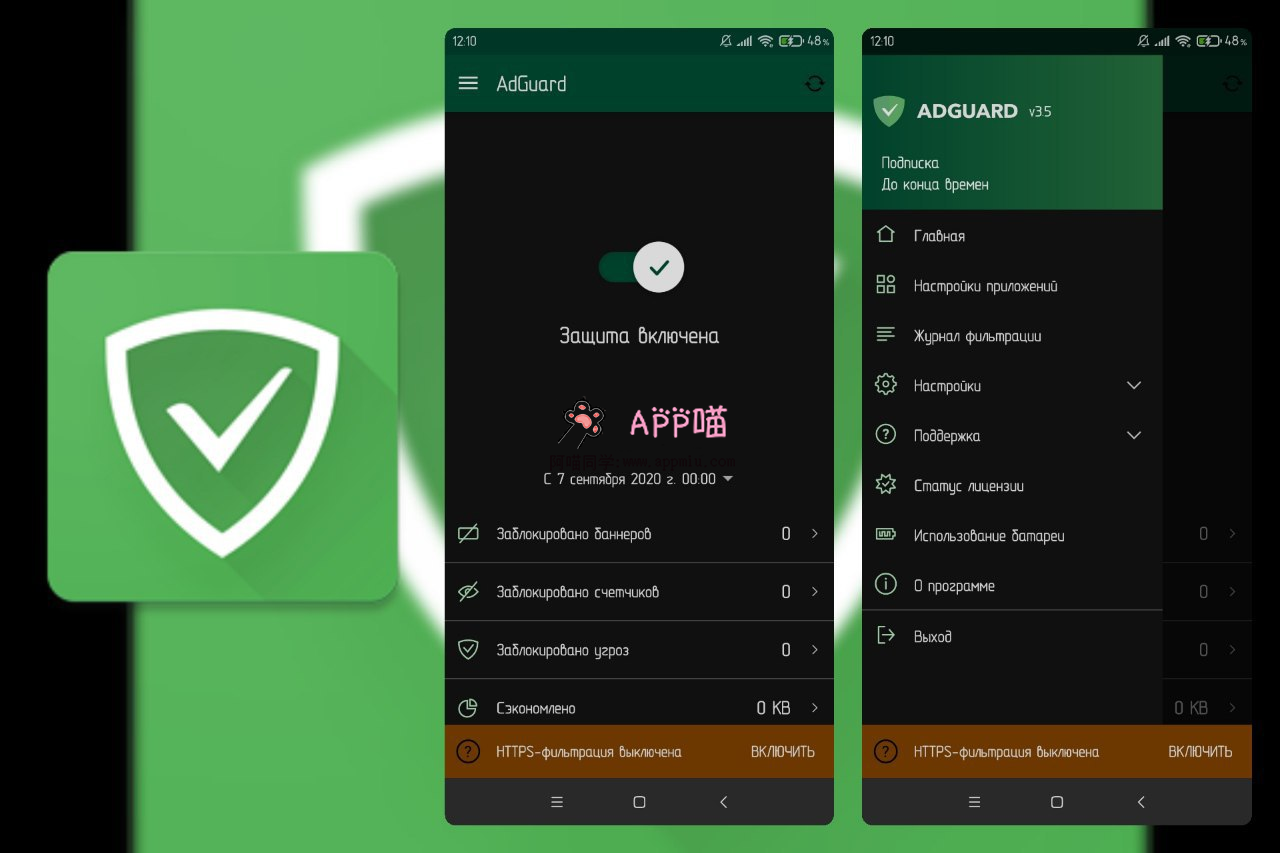 12:10
48%
AdGuard
Защита включена
APP喵
С 7 сентября 2020 г. 00:00
Заблокировано баннеров 0
Заблокировано счетчиков 0
Заблокировано угроз 0
Сэкономлено 0 KB
HTTPS-фильтрация выключена ВКЛЮЧИТЬ
12:10
48%
ADGUARD v3.5
Подписка
До конца времен
Главная
Настройки приложений
Журнал фильтрации
Настройки
Поддержка
Статус лицензии
Использование батареи
О программе
Выход
0
0
0
0 KB
HTTPS-фильтрация выключена ВКЛЮЧИТЬ